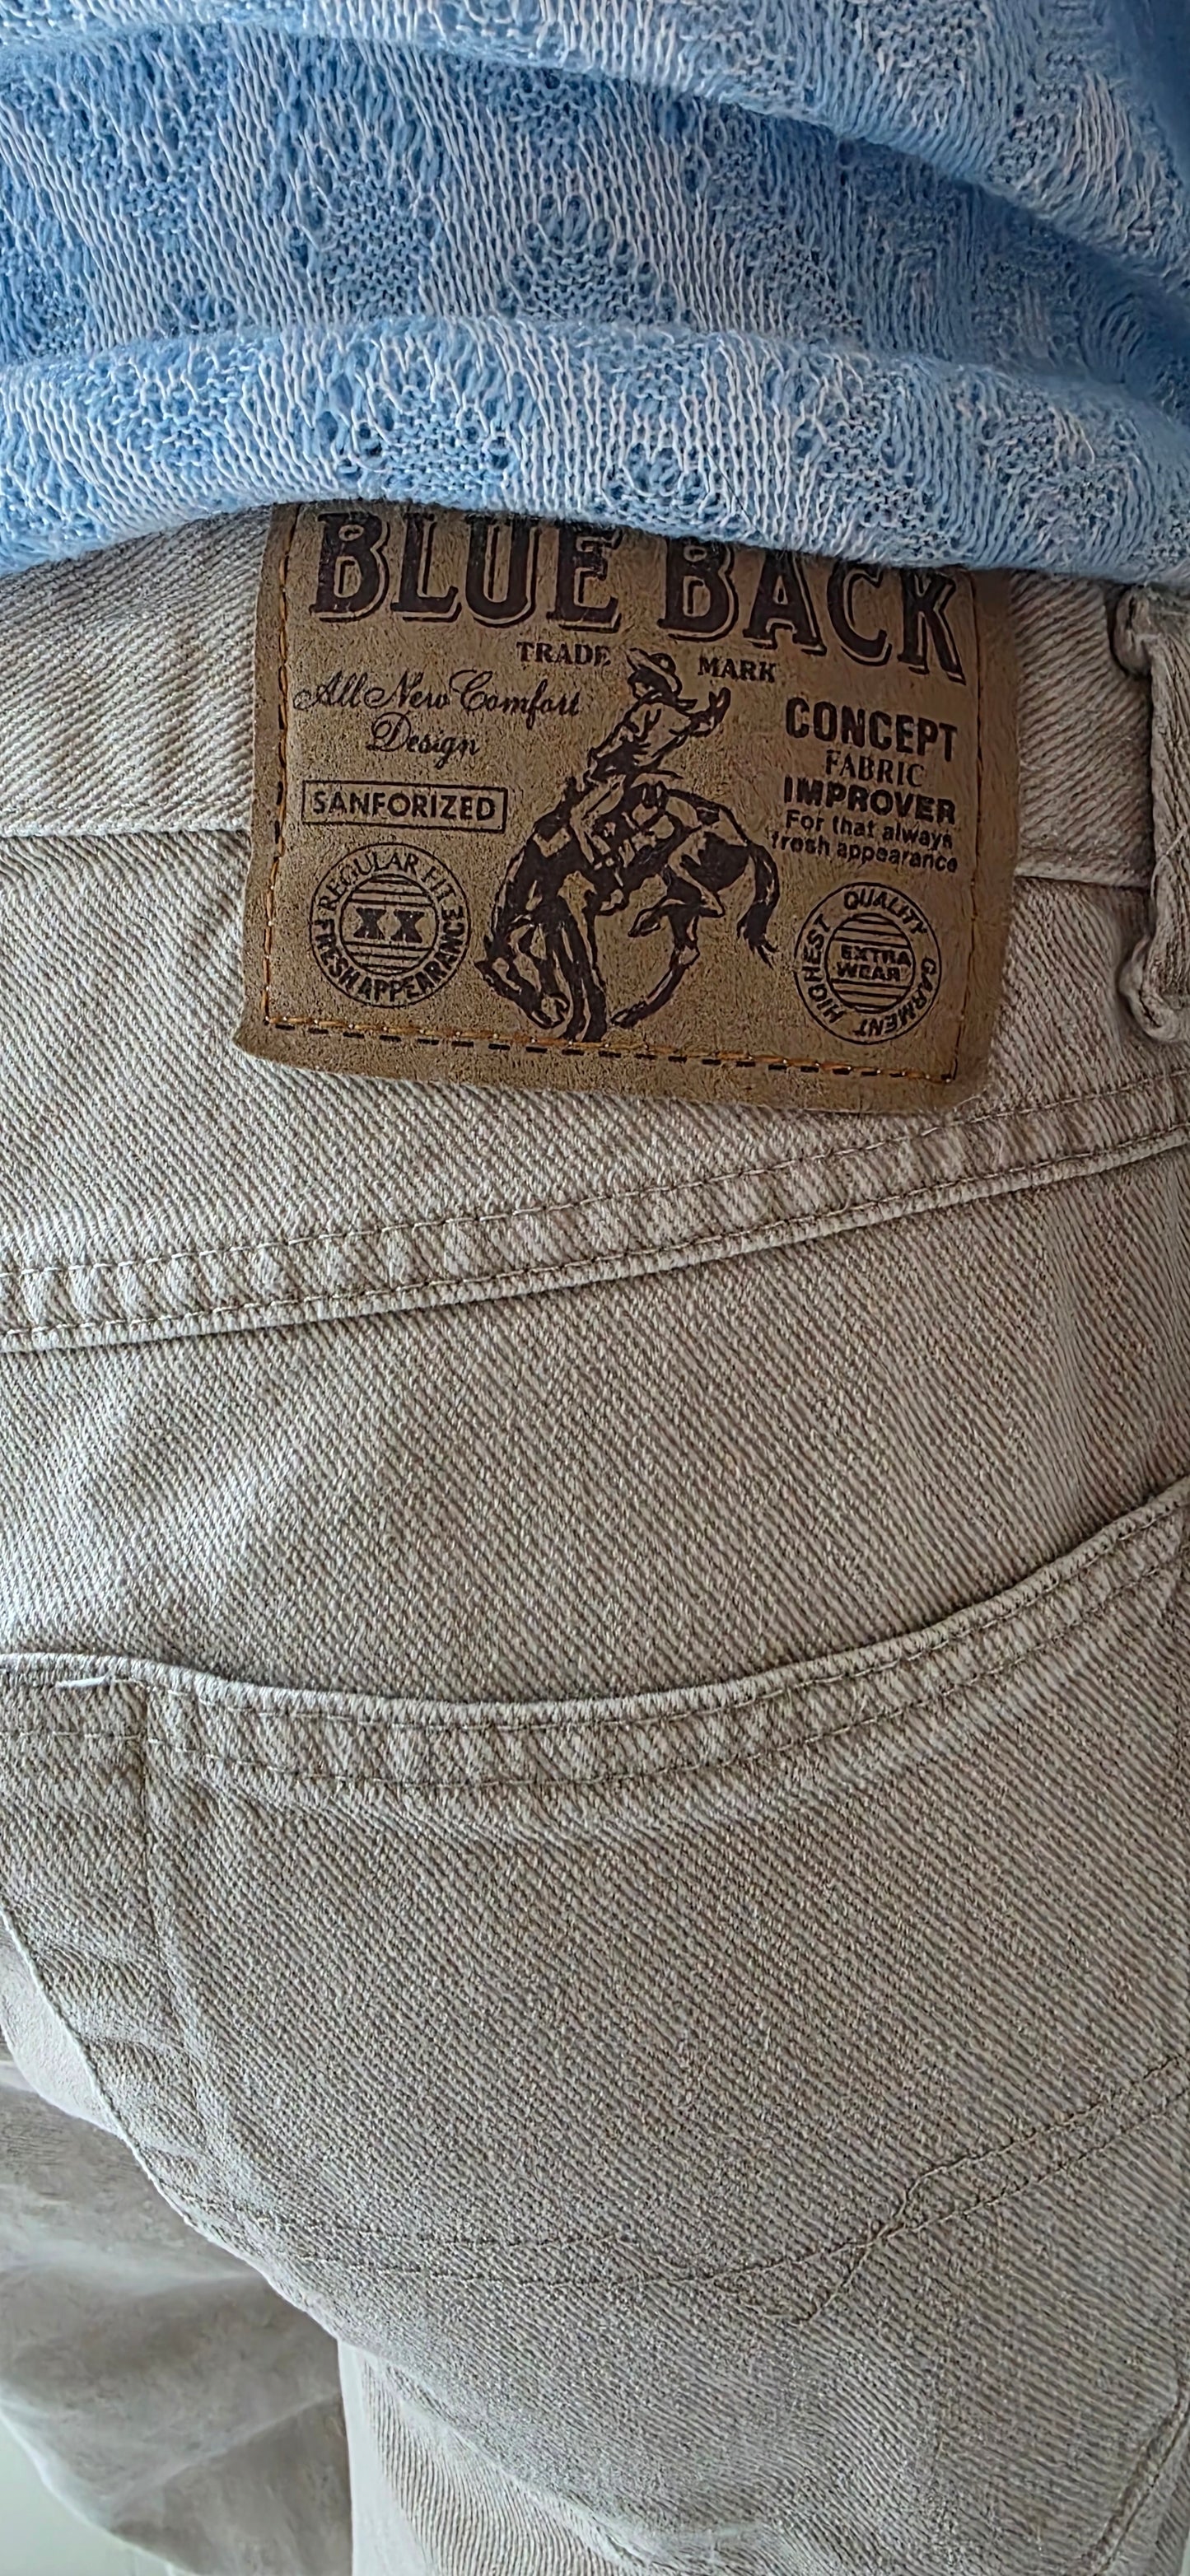 BLUE BACK
TRADE MARK
All New Comfort
Design
SANFORIZED
REGULAR FIT
XX
FRESH APPEARANCE
CONCEPT
FABRIC
IMPROVER
For that always
fresh appearance
HIGHEST QUALITY GARMENT
EXTRA
WEAR